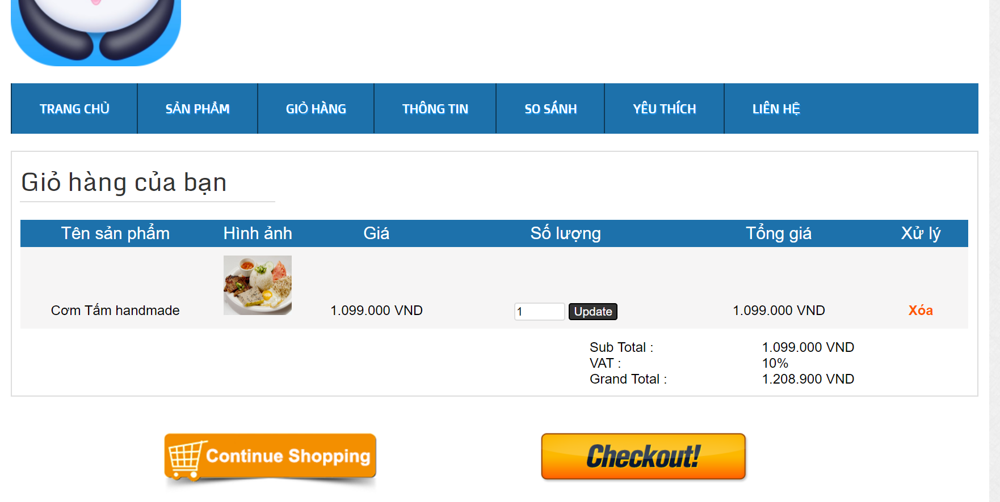 TRANG CHỦ SẢN PHẨM GIỎ HÀNG THÔNG TIN SO SÁNH YÊU THÍCH LIÊN HỆ
Giỏ hàng của bạn
Tên sản phẩm Hình ảnh Giá Số lượng Tổng giá Xử lý
Cơm Tấm handmade 1.099.000 VND 1 Update 1.099.000 VND Xóa
Sub Total : 1.099.000 VND
VAT : 10%
Grand Total : 1.208.900 VND
Continue Shopping Checkout!